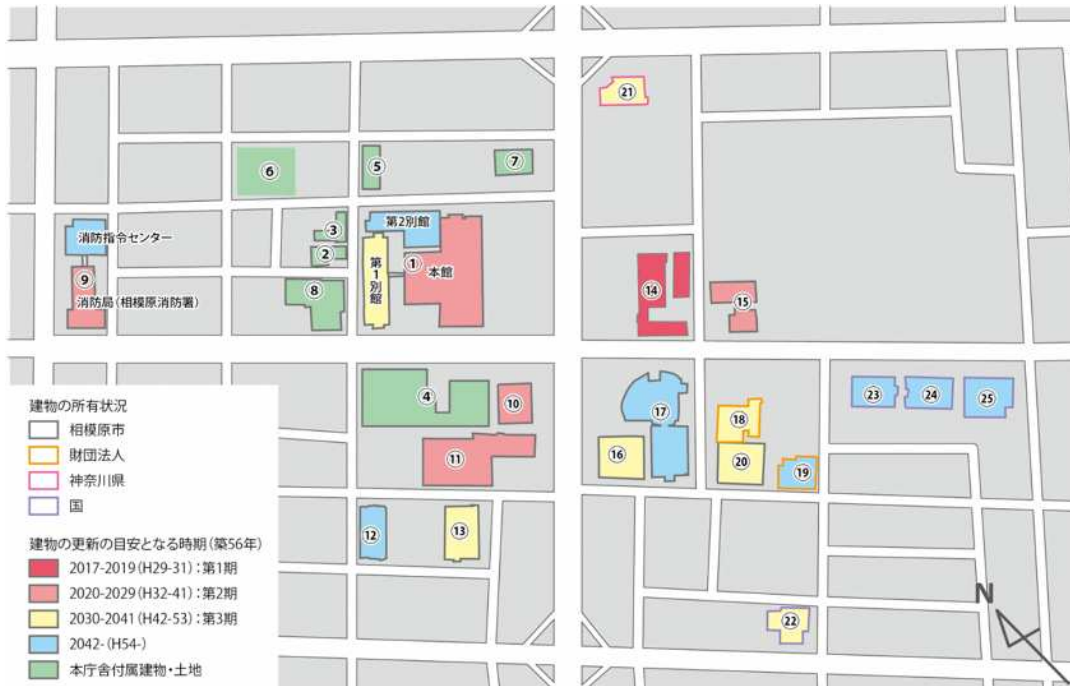 ㉑
⑥
⑤
⑦
③
②
⑧
第2別館
①
本館
第1別館
消防指令センター
⑨
消防局(相模原消防署)
⑭
⑮
④
⑩
⑪
⑫
⑬
⑯
⑰
⑱
⑳
⑲
㉓
㉔
㉕
㉒
N
建物の所有状況
相模原市
財団法人
神奈川県
国
建物の更新の目安となる時期(築56年)
2017-2019(H29-31):第1期
2020-2029(H32-41):第2期
2030-2041(H42-53):第3期
2042-(H54-)
本庁舎付属建物・土地